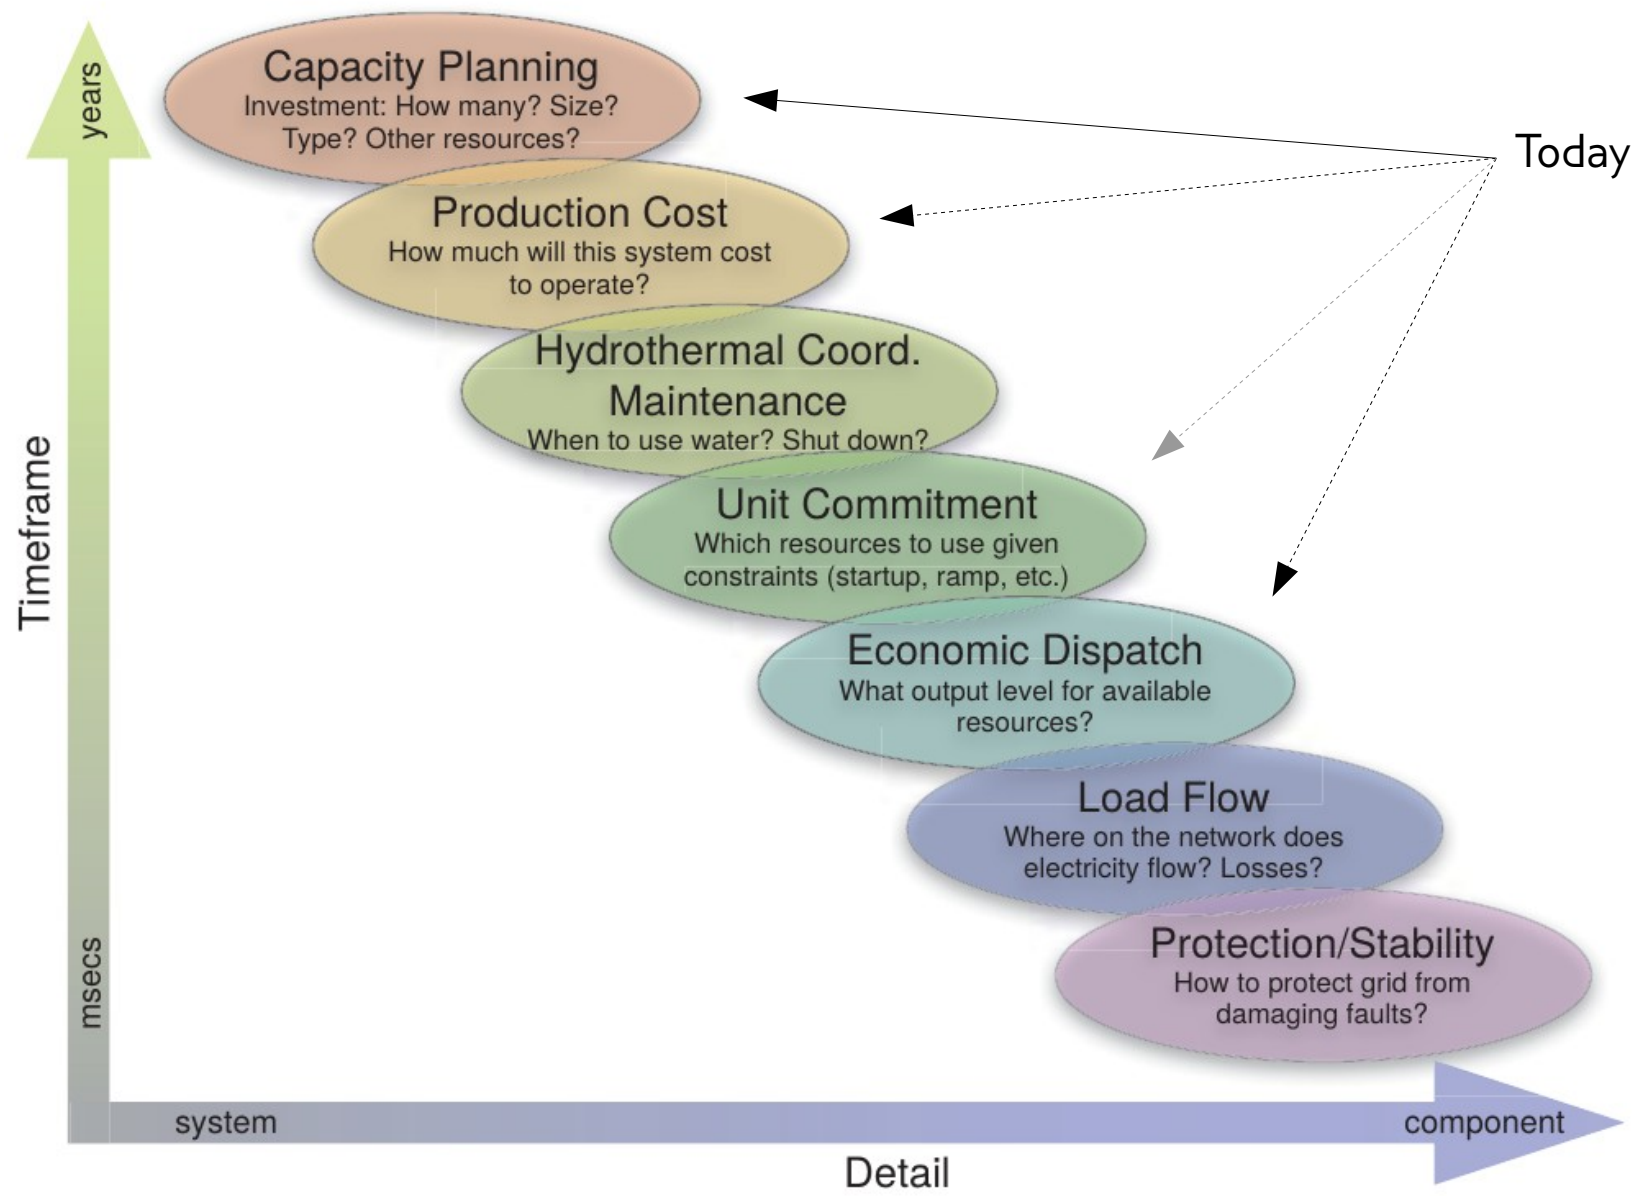 years
Capacity Planning
Investment: How many? Size?
Type? Other resources?
Today
Production Cost
How much will this system cost
to operate?
Hydrothermal Coord.
Maintenance
When to use water? Shut down?
Timeframe
Unit Commitment
Which resources to use given
constraints (startup, ramp, etc.)
Economic Dispatch
What output level for available
resources?
Load Flow
Where on the network does
electricity flow? Losses?
Protection/Stability
How to protect grid from
damaging faults?
msecs
system
component
Detail